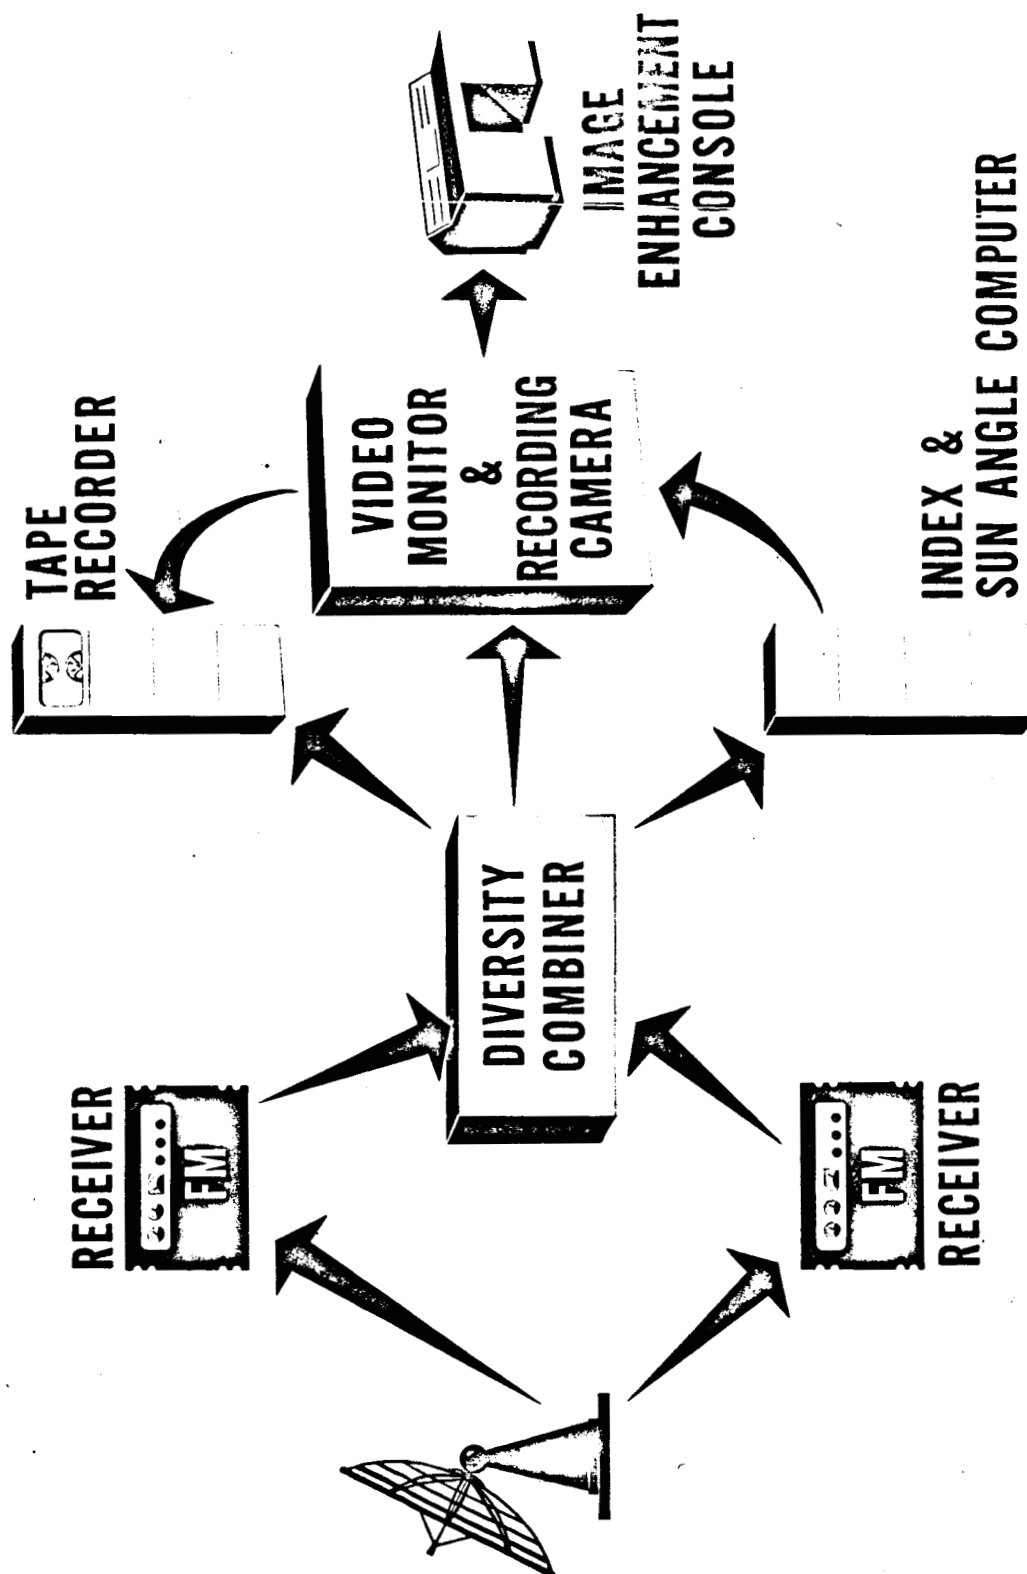 RECEIVER
FM
DIVERSITY
COMBINER
TAPE
RECORDER
VIDEO
MONITOR
&
RECORDING
CAMERA
IMAGE
ENHANCEMENT
CONSOLE
RECEIVER
FM
INDEX &
SUN ANGLE COMPUTER